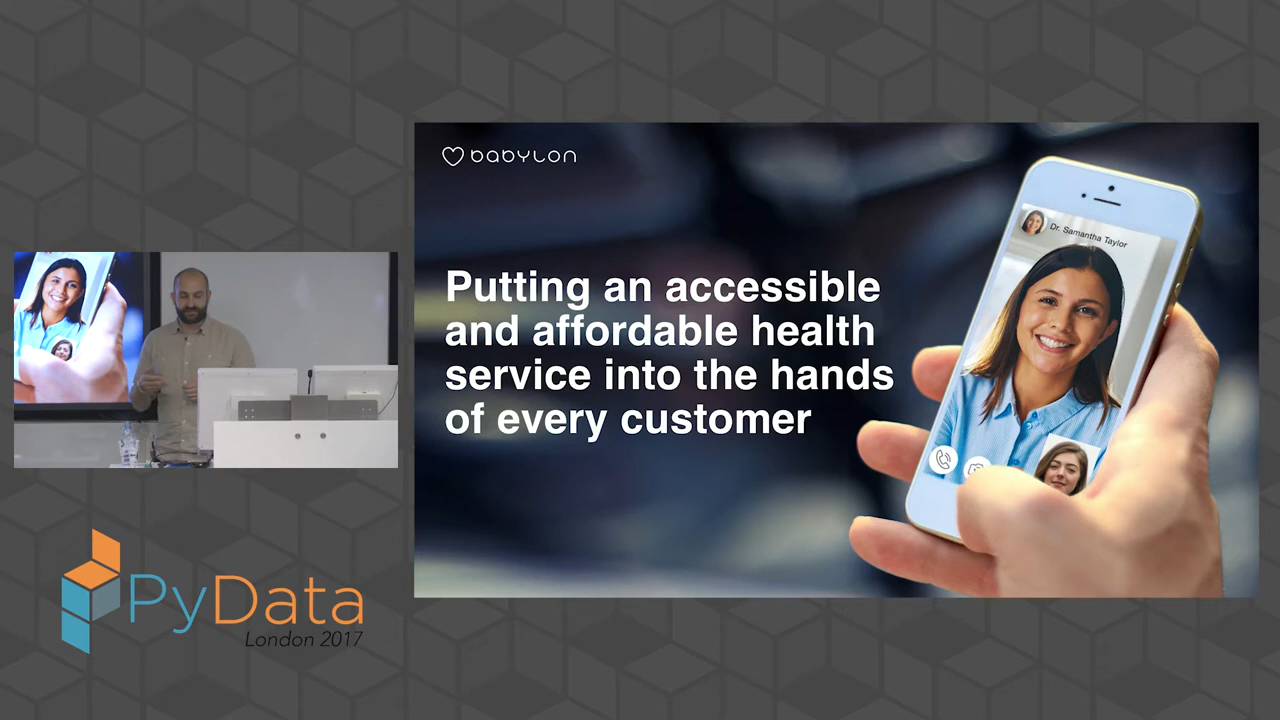 babylon
Putting an accessible
and affordable health
service into the hands
of every customer
Dr. Samantha Taylor
PyData
London 2017